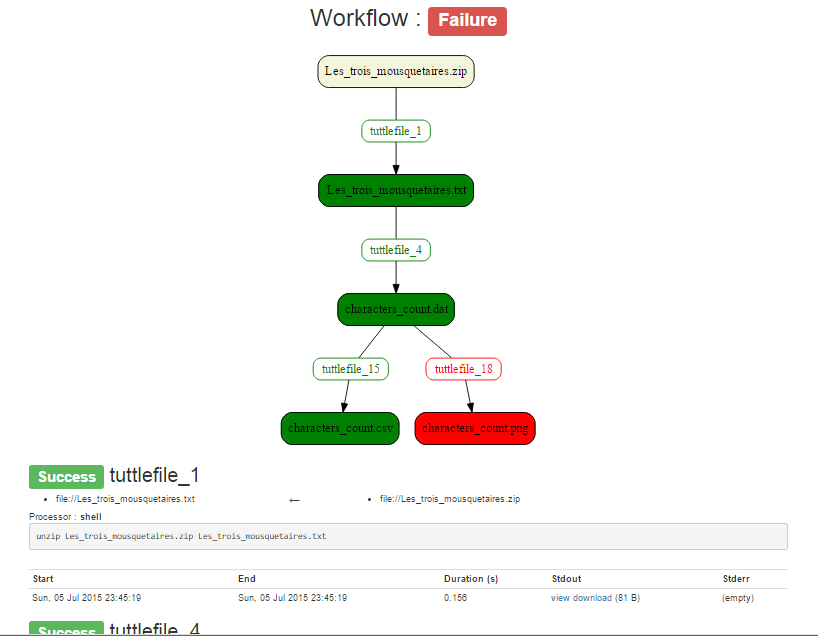 Workflow : Failure
Les_trois_mousquetaires.zip
tuttlefile_1
Les_trois_mousquetaires.txt
tuttlefile_4
characters_count.dat
tuttlefile_15 tuttlefile_18
characters_count.csv characters_count.png
Success tuttlefile_1
• file://Les_trois_mousquetaires.txt ← • file://Les_trois_mousquetaires.zip
Processor : shell
unzip Les_trois_mousquetaires.zip Les_trois_mousquetaires.txt
Start End Duration (s) Stdout Stderr
Sun, 05 Jul 2015 23:45:19 Sun, 05 Jul 2015 23:45:19 0.156 view download (81 B) (empty)
Success tuttlefile_4